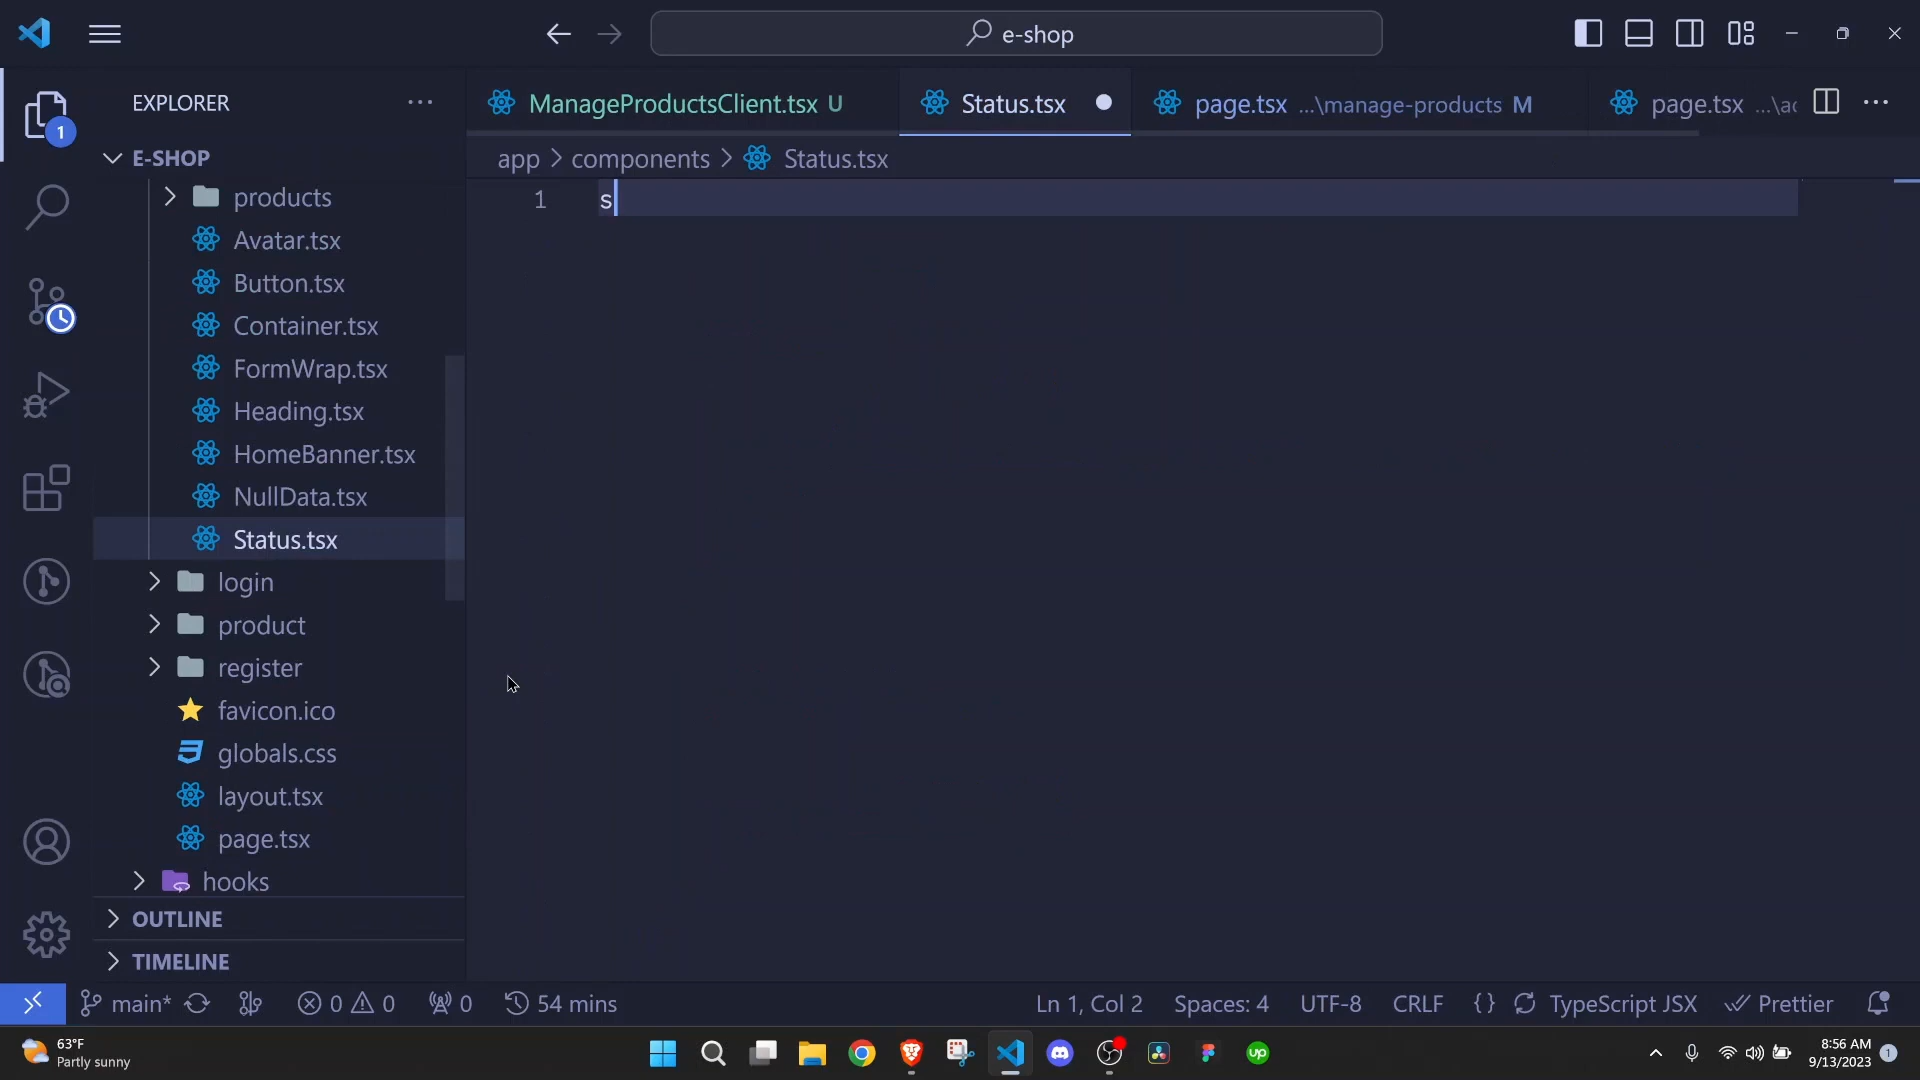 e-shop
EXPLORER
ManageProductsClient.tsx U
Status.tsx
page.tsx ...\manage-products M
page.tsx ...\ac
1
E-SHOP
app > components > Status.tsx
products
1 s
Avatar.tsx
Button.tsx
Container.tsx
FormWrap.tsx
Heading.tsx
HomeBanner.tsx
NullData.tsx
Status.tsx
login
product
register
favicon.ico
globals.css
layout.tsx
page.tsx
hooks
OUTLINE
TIMELINE
main* 0 0 0 54 mins Ln 1, Col 2 Spaces: 4 UTF-8 CRLF {} TypeScript JSX Prettier
63°F
Partly sunny
up
8:56 AM
9/13/2023
1